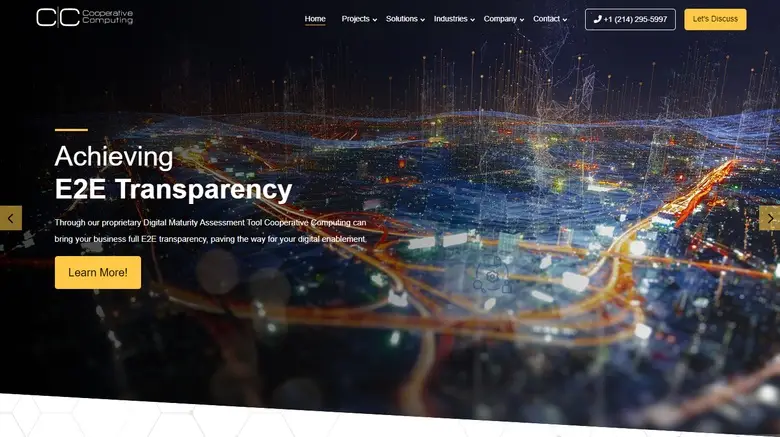 C|C Cooperative
Computing
Home Projects Solutions Industries Company Contact +1 (214) 295-5997 Let's Discuss
Achieving
E2E Transparency
Through our proprietary Digital Maturity Assessment Tool Cooperative Computing can
bring your business full E2E transparency, paving the way for your digital enablement.
Learn More!